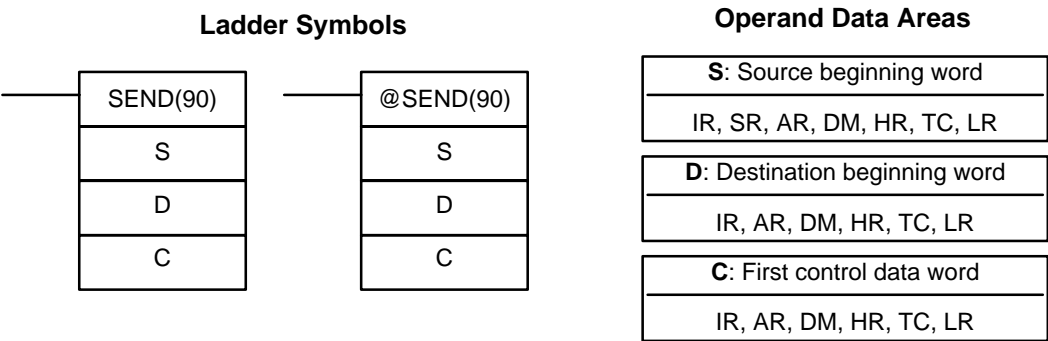 Ladder Symbols
SEND(90)
S
D
C
@SEND(90)
S
D
C
Operand Data Areas
S: Source beginning word
IR, SR, AR, DM, HR, TC, LR
D: Destination beginning word
IR, AR, DM, HR, TC, LR
C: First control data word
IR, AR, DM, HR, TC, LR